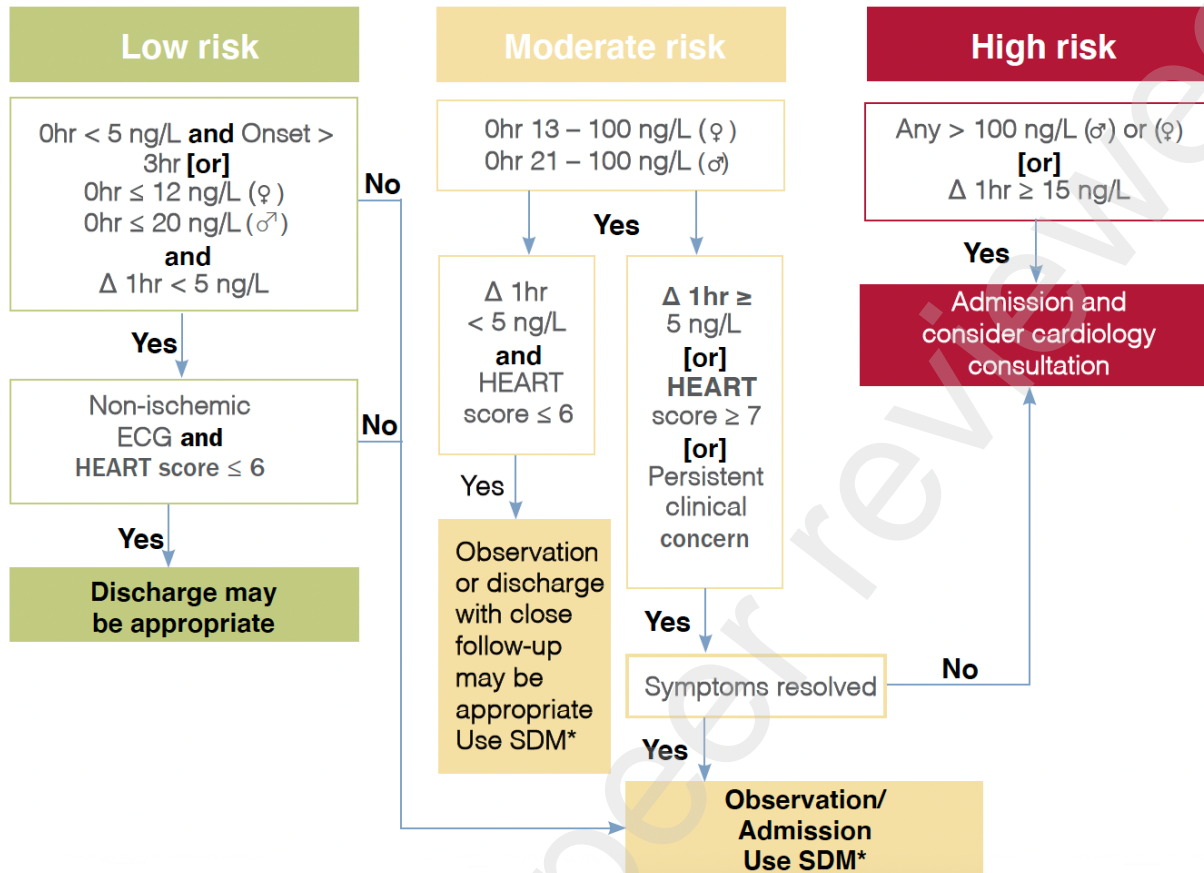 Low risk
0hr < 5 ng/L and Onset >
3hr [or]
0hr ≤ 12 ng/L (♀)
0hr ≤ 20 ng/L (♂)
and
Δ 1hr < 5 ng/L
No
Yes
Non-ischemic
ECG and
HEART score ≤ 6
No
Yes
Discharge may
be appropriate
Moderate risk
0hr 13 – 100 ng/L (♀)
0hr 21 – 100 ng/L (♂)
Yes
Δ 1hr
< 5 ng/L
and
HEART
score ≤ 6
Yes
Observation
or discharge
with close
follow-up
may be
appropriate
Use SDM*
Δ 1hr ≥
5 ng/L
[or]
HEART
score ≥ 7
[or]
Persistent
clinical
concern
Yes
Symptoms resolved
No
Yes
Observation/
Admission
Use SDM*
High risk
Any > 100 ng/L (♂) or (♀)
[or]
Δ 1hr ≥ 15 ng/L
Yes
Admission and
consider cardiology
consultation
peer reviewe